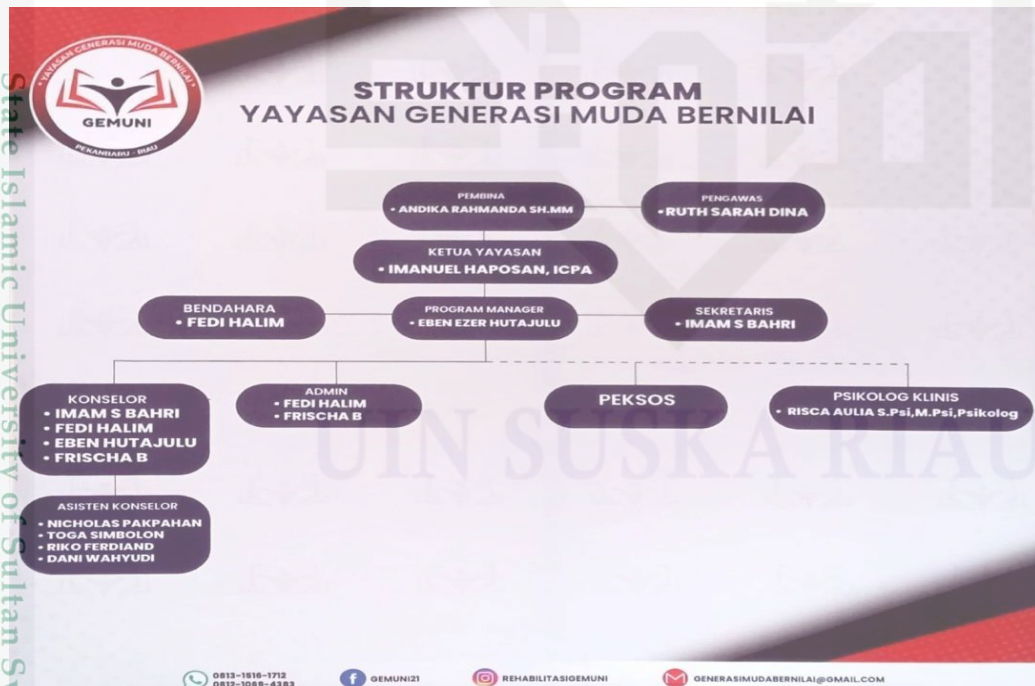 YAYASAN GENERASI MUDA BERNILAI
GEMUNI
PEKANBARU - RIAU
STRUKTUR PROGRAM
YAYASAN GENERASI MUDA BERNILAI
PEMBINA
• ANDIKA RAHMANDA SH.MM
PENGAWAS
• RUTH SARAH DINA
KETUA YAYASAN
• IMANUEL HAPOSAN, ICPA
BENDAHARA
• FEDI HALIM
PROGRAM MANAGER
• EBEN EZER HUTAJULU
SEKRETARIS
• IMAM S BAHRI
KONSELOR
• IMAM S BAHRI
• FEDI HALIM
• EBEN HUTAJULU
• FRISCHA B
ADMIN
• FEDI HALIM
• FRISCHA B
PEKSOS
PSIKOLOG KLINIS
• RISCA AULIA S.Psi,M.Psi,Psikolog
ASISTEN KONSELOR
• NICHOLAS PAKPAHAN
• TOGA SIMBOLON
• RIKO FERDIAND
• DANI WAHYUDI
0813-1516-1712
0812-1065-4383
GEMUNI21
REHABILITASIGEMUNI
GENERASIMUDABERNILAI@GMAIL.COM
UIN SUSKA RIAU
State Islamic University of Sultan